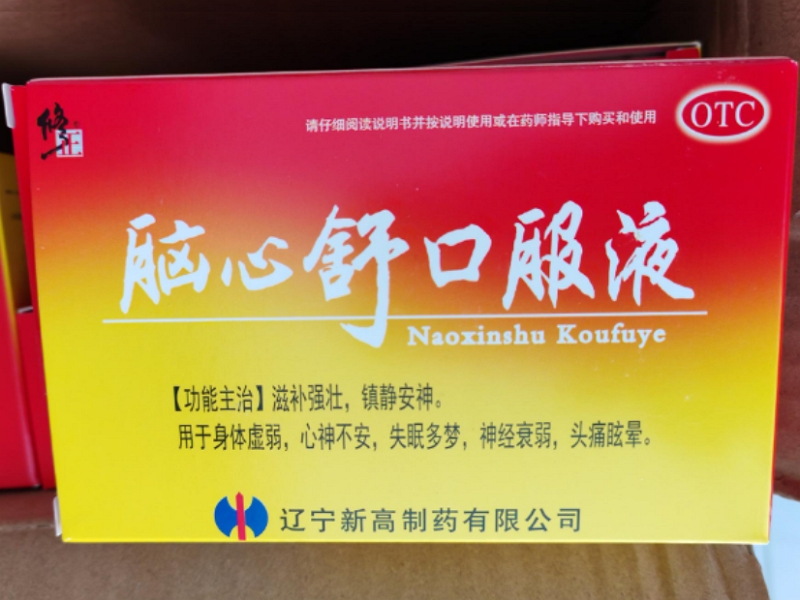 修正
请仔细阅读说明书并按说明使用或在药师指导下购买和使用
OTC
脑心舒口服液
Naoxinshu Koufuye
【功能主治】滋补强壮，镇静安神。
用于身体虚弱，心神不安，失眠多梦，神经衰弱，头痛眩晕。
辽宁新高制药有限公司